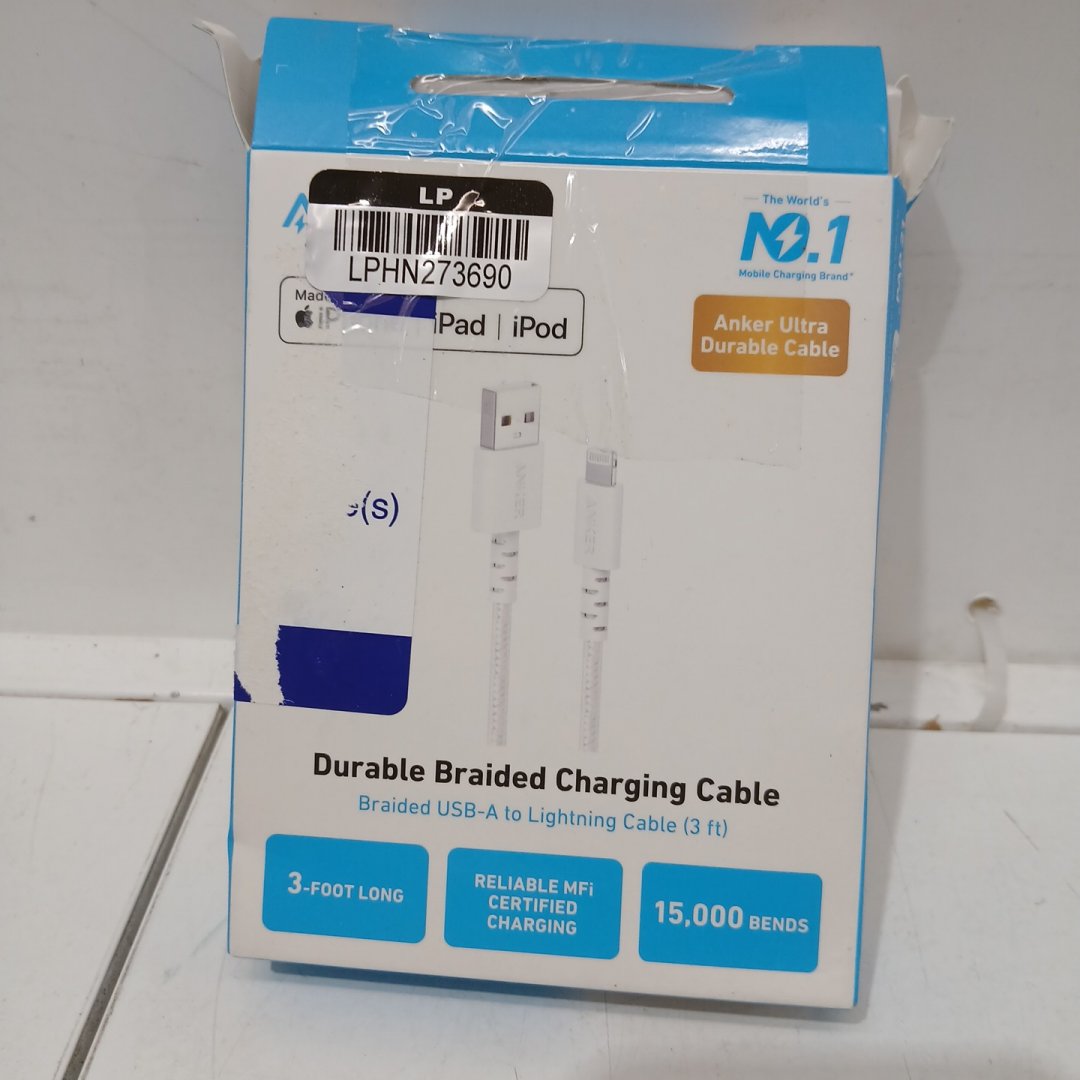 LP
LPHN273690
The World's
NO.1
Mobile Charging Brand*
Made
iPad | iPod
Anker Ultra
Durable Cable
ANKER
ANKER
(s)
Durable Braided Charging Cable
Braided USB-A to Lightning Cable (3 ft)
3-FOOT LONG
RELIABLE MFi
CERTIFIED
CHARGING
15,000 BENDS